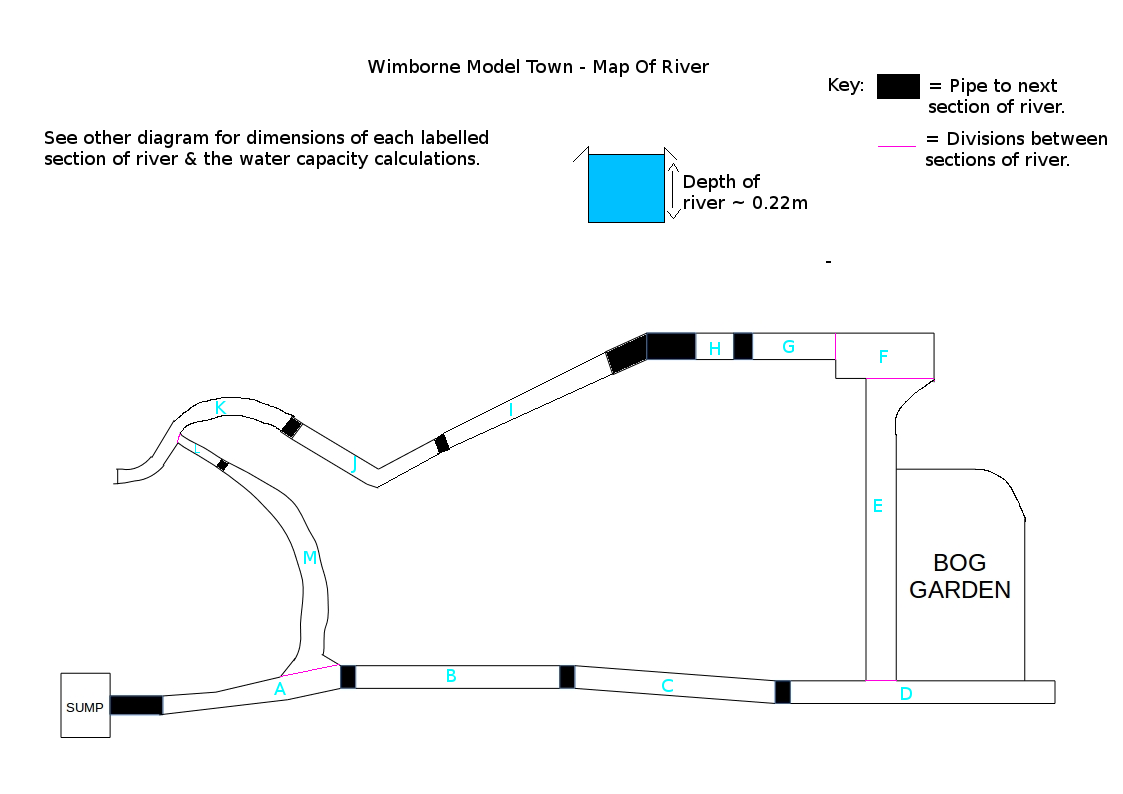 Wimborne Model Town - Map Of River
Key:
= Pipe to next
section of river.
See other diagram for dimensions of each labelled
section of river & the water capacity calculations.
= Divisions between
sections of river.
Depth of
river ~ 0.22m
-
H
G
F
K
I
L
J
E
M
BOG
GARDEN
A
B
C
D
SUMP